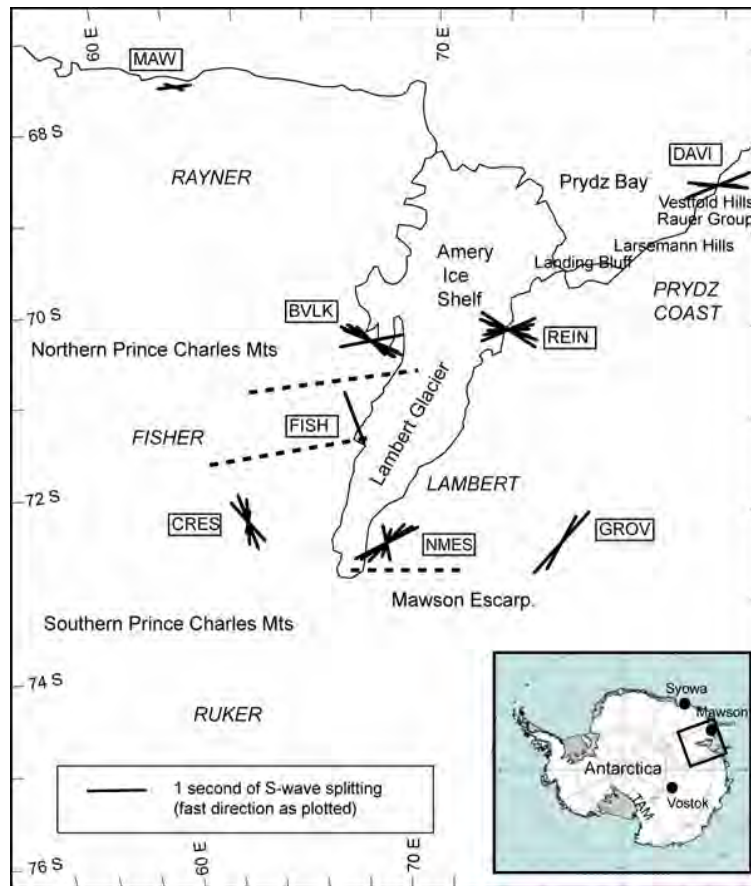 60 E
70 E
MAW
68 S
DAVI
RAYNER
Prydz Bay
Vestfold Hills
Rauer Group
Larsemann Hills
Landing Bluff
Amery
Ice
Shelf
PRYDZ
COAST
BVLK
70 S
REIN
Northern Prince Charles Mts
FISH
FISHER
Lambert Glacier
72 S
LAMBERT
CRES
NMES
GROV
Mawson Escarp.
Southern Prince Charles Mts
74 S
RUKER
1 second of S-wave splitting
(fast direction as plotted)
Syowa
Mawson
Antarctica
Vostok
TAM
60 E
70 E
76 S